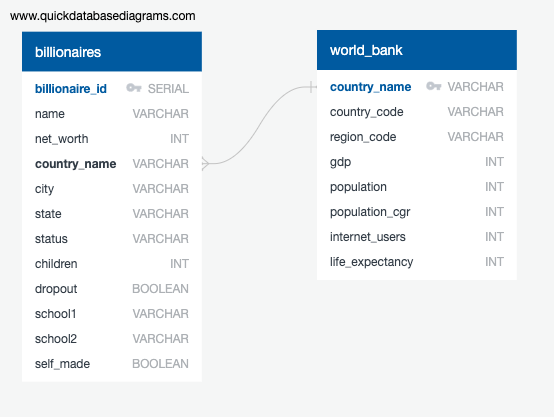 www.quickdatabasediagrams.com
billionaires
billionaire_id SERIAL
name VARCHAR
net_worth INT
country_name VARCHAR
city VARCHAR
state VARCHAR
status VARCHAR
children INT
dropout BOOLEAN
school1 VARCHAR
school2 VARCHAR
self_made BOOLEAN
world_bank
country_name VARCHAR
country_code VARCHAR
region_code VARCHAR
gdp INT
population INT
population_cgr INT
internet_users INT
life_expectancy INT